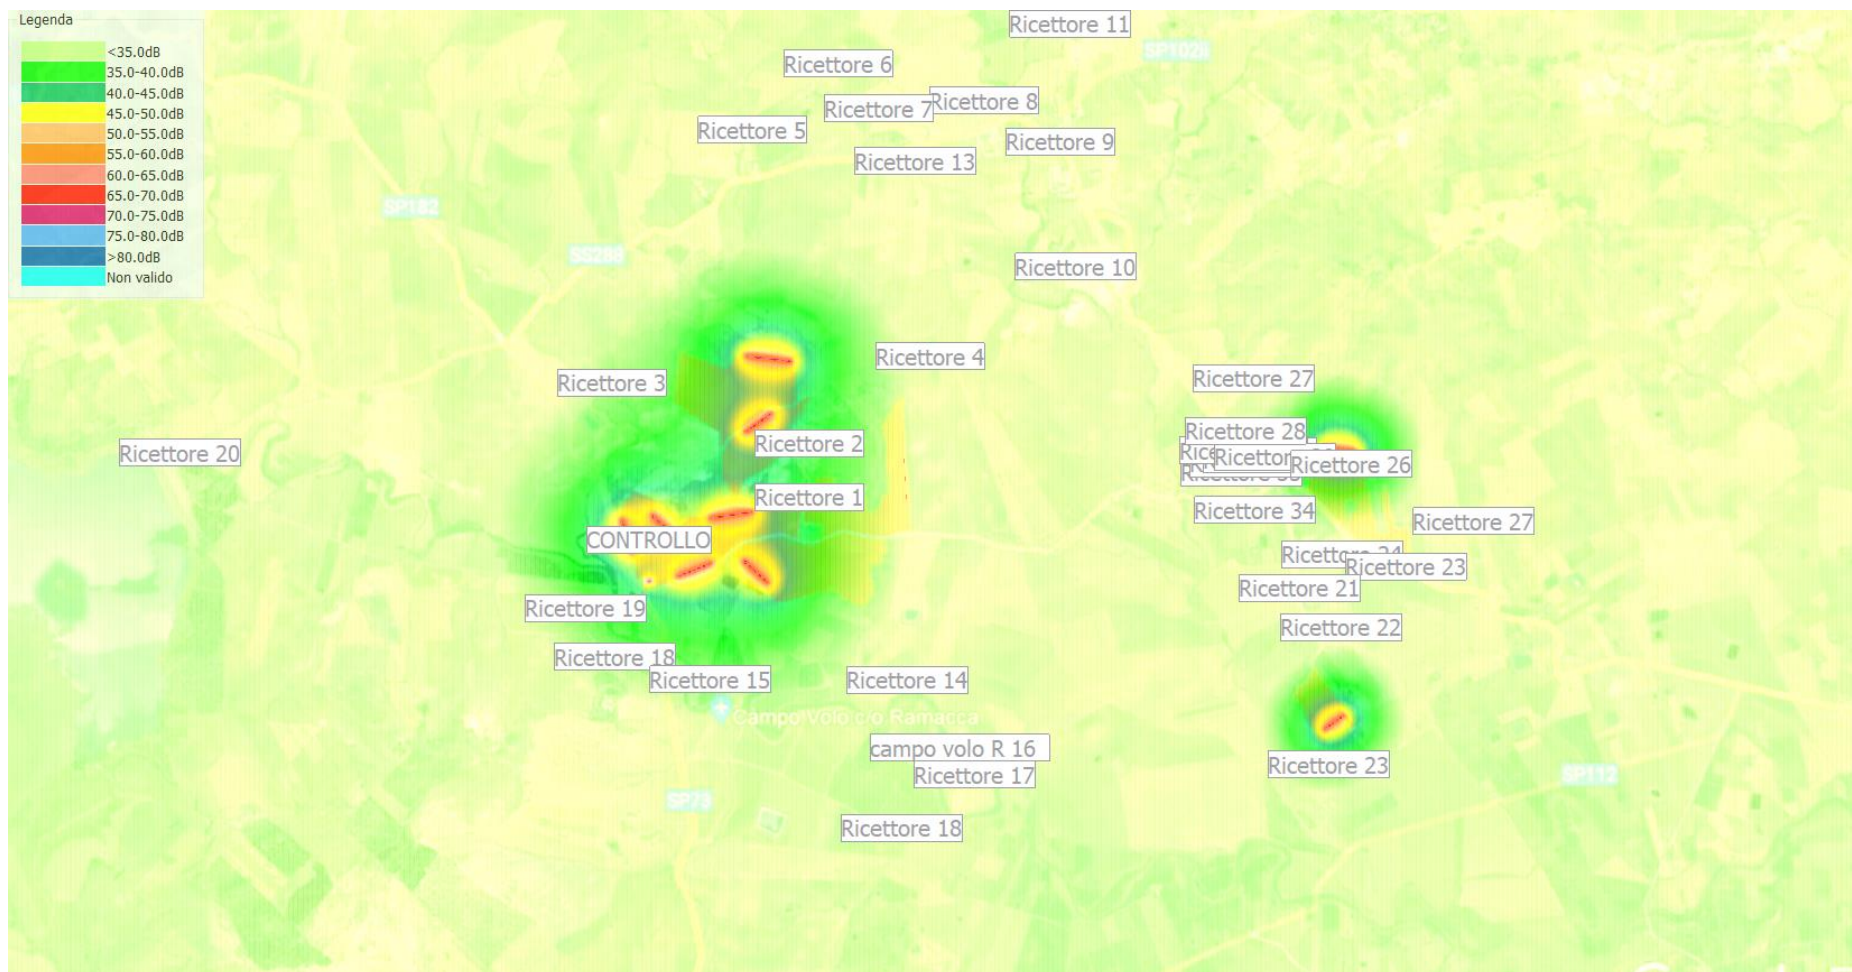 Legenda
<35.0dB
35.0-40.0dB
40.0-45.0dB
45.0-50.0dB
50.0-55.0dB
55.0-60.0dB
60.0-65.0dB
65.0-70.0dB
70.0-75.0dB
75.0-80.0dB
>80.0dB
Non valido
Ricettore 11
SP102II
Ricettore 6
Ricettore 8
Ricettore 7
Ricettore 5
Ricettore 9
Ricettore 13
SP182
SS288
Ricettore 10
Ricettore 4
Ricettore 3
Ricettore 27
Ricettore 28
Ricettore 2
Ricettore 20
Ricettore 26
Ricettore 1
Ricettore 34
Ricettore 27
CONTROLLO
Ricettore 23
Ricettore 21
Ricettore 19
Ricettore 22
Ricettore 18
Ricettore 15
Ricettore 14
Campo Volo c/o Ramacca
campo volo R 16
Ricettore 23
Ricettore 17
SP112
SP73
Ricettore 18